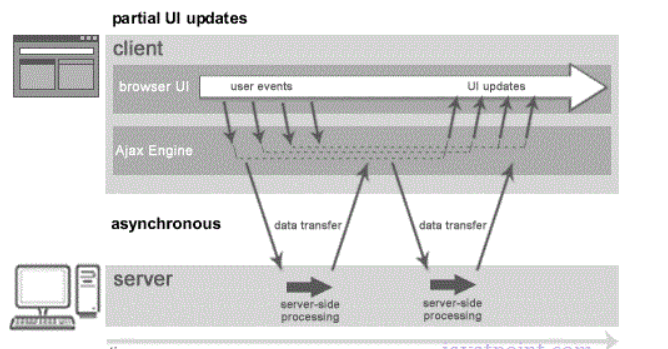 partial UI updates
client
browser UI
user events
UI updates
Ajax Engine
asynchronous
data transfer
data transfer
server
server-side
processing
server-side
processing